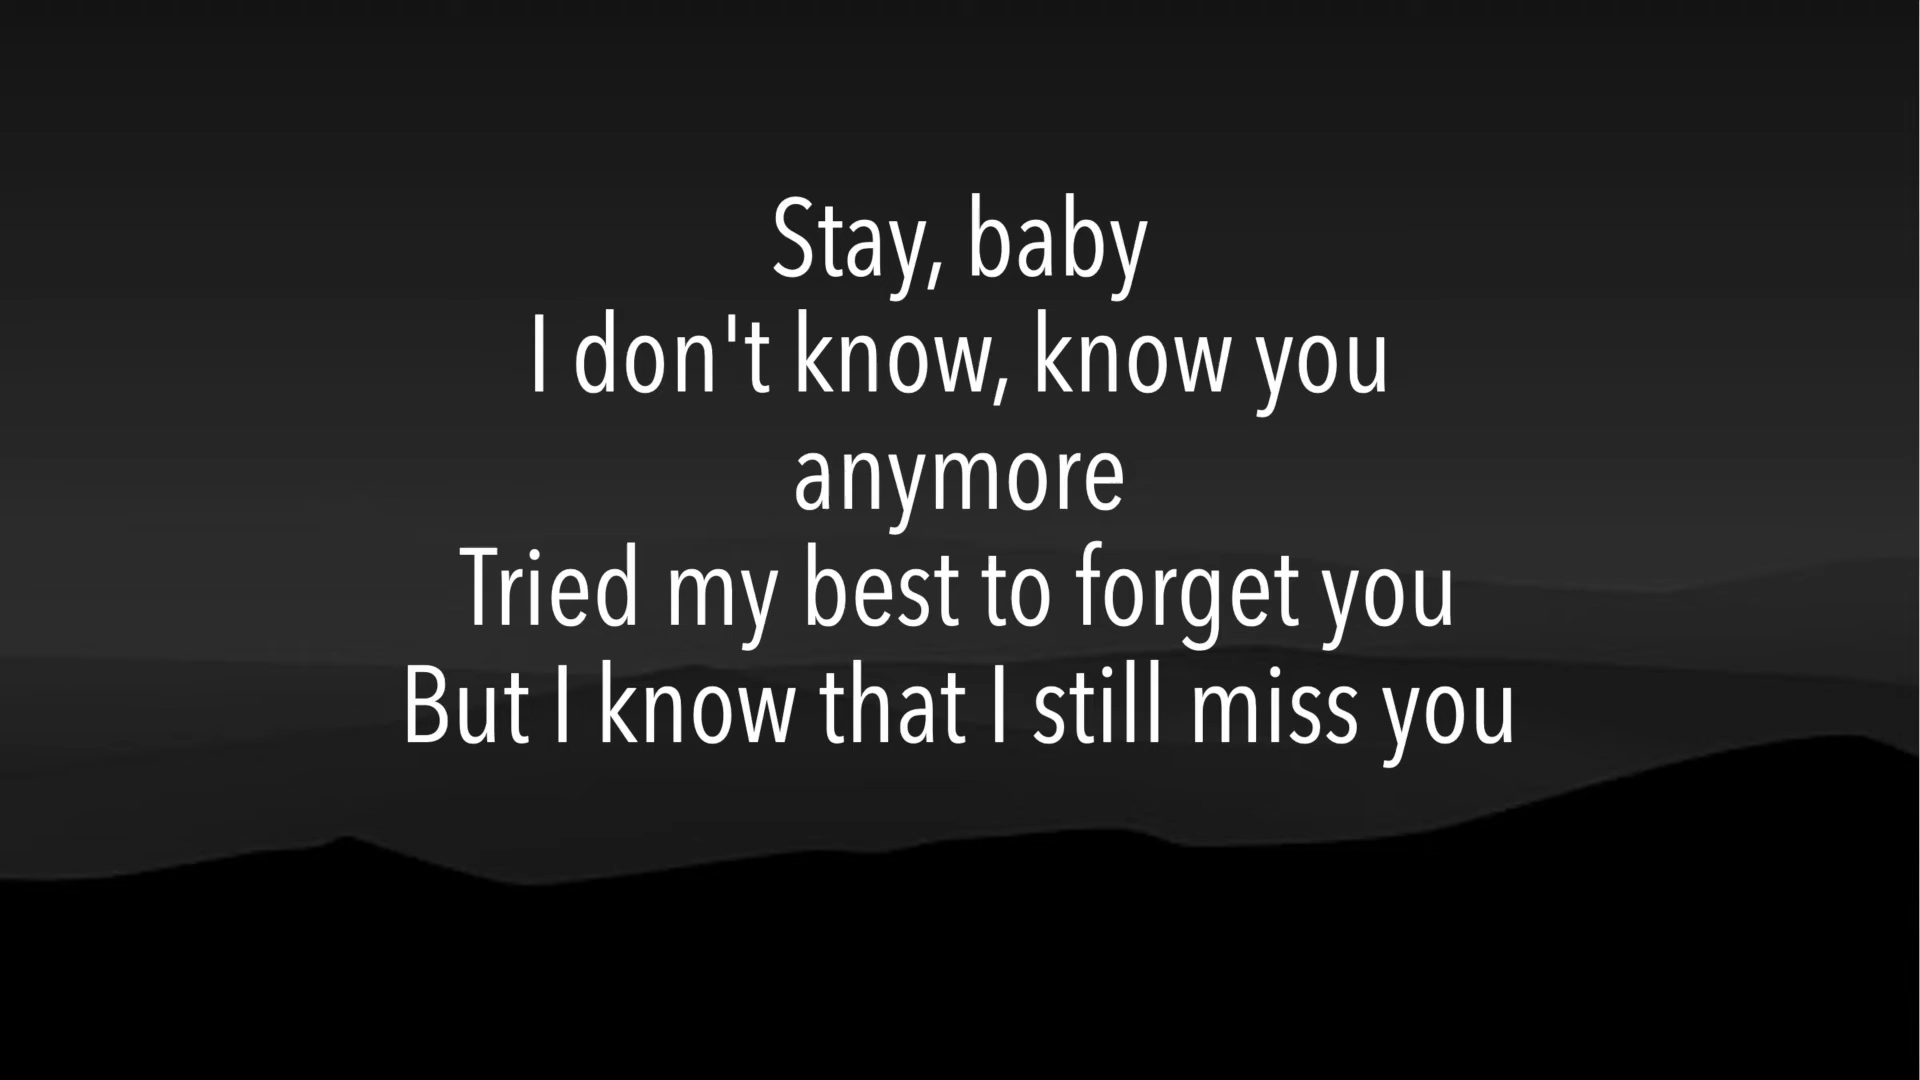 Stay, baby
I don't know, know you
anymore
Tried my best to forget you
But I know that I still miss you